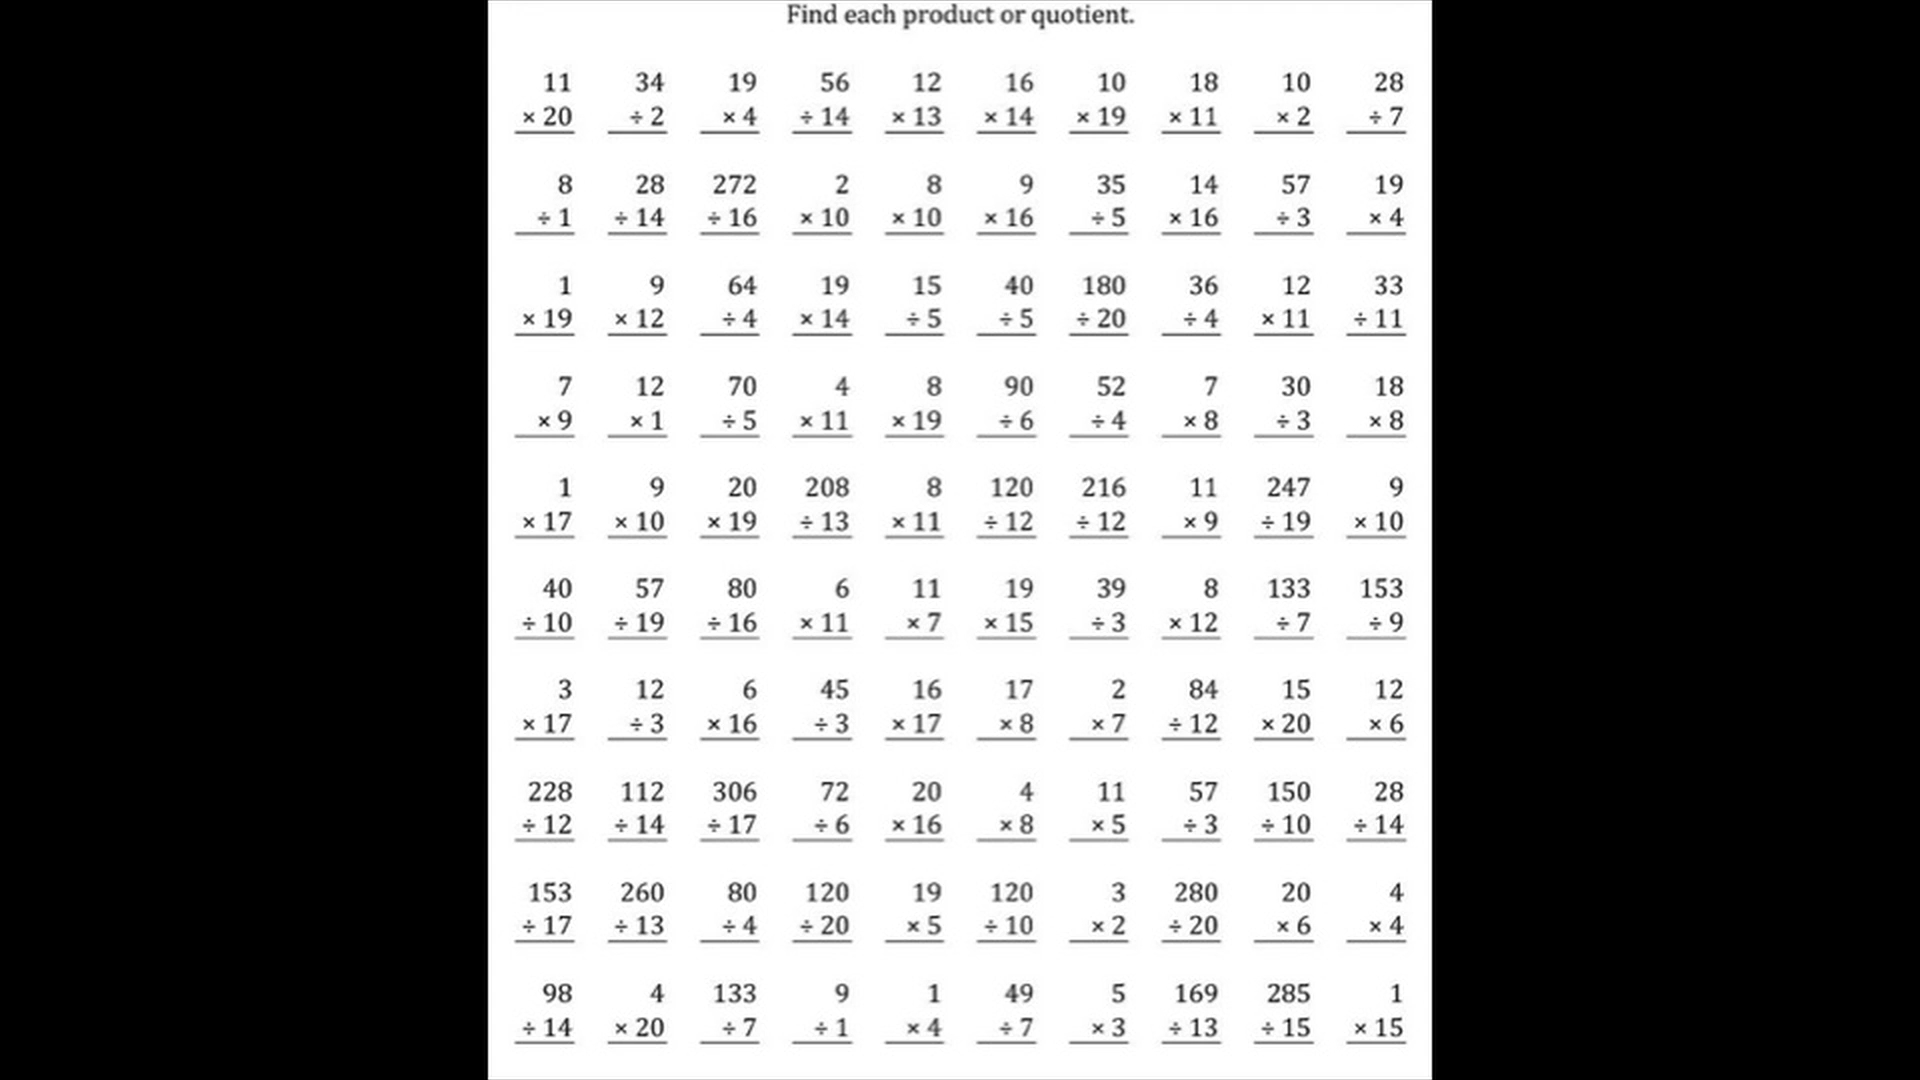 Find each product or quotient.
11 34 19 56 12 16 10 18 10 28
× 20 ÷ 2 × 4 ÷ 14 × 13 × 14 × 19 × 11 × 2 ÷ 7
8 28 272 2 8 9 35 14 57 19
÷ 1 ÷ 14 ÷ 16 × 10 × 10 × 16 ÷ 5 × 16 ÷ 3 × 4
1 9 64 19 15 40 180 36 12 33
× 19 × 12 ÷ 4 × 14 ÷ 5 ÷ 5 ÷ 20 ÷ 4 × 11 ÷ 11
7 12 70 4 8 90 52 7 30 18
× 9 × 1 ÷ 5 × 11 × 19 ÷ 6 ÷ 4 × 8 ÷ 3 × 8
1 9 20 208 8 120 216 11 247 9
× 17 × 10 × 19 ÷ 13 × 11 ÷ 12 ÷ 12 × 9 ÷ 19 × 10
40 57 80 6 11 19 39 8 133 153
÷ 10 ÷ 19 ÷ 16 × 11 × 7 × 15 ÷ 3 × 12 ÷ 7 ÷ 9
3 12 6 45 16 17 2 84 15 12
× 17 ÷ 3 × 16 ÷ 3 × 17 × 8 × 7 ÷ 12 × 20 × 6
228 112 306 72 20 4 11 57 150 28
÷ 12 ÷ 14 ÷ 17 ÷ 6 × 16 × 8 × 5 ÷ 3 ÷ 10 ÷ 14
153 260 80 120 19 120 3 280 20 4
÷ 17 ÷ 13 ÷ 4 ÷ 20 × 5 ÷ 10 × 2 ÷ 20 × 6 × 4
98 4 133 9 1 49 5 169 285 1
÷ 14 × 20 ÷ 7 ÷ 1 × 4 ÷ 7 × 3 ÷ 13 ÷ 15 × 15